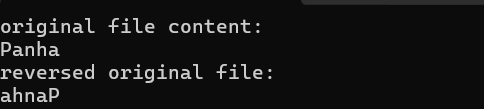 original file content:
Panha
reversed original file:
ahnaP